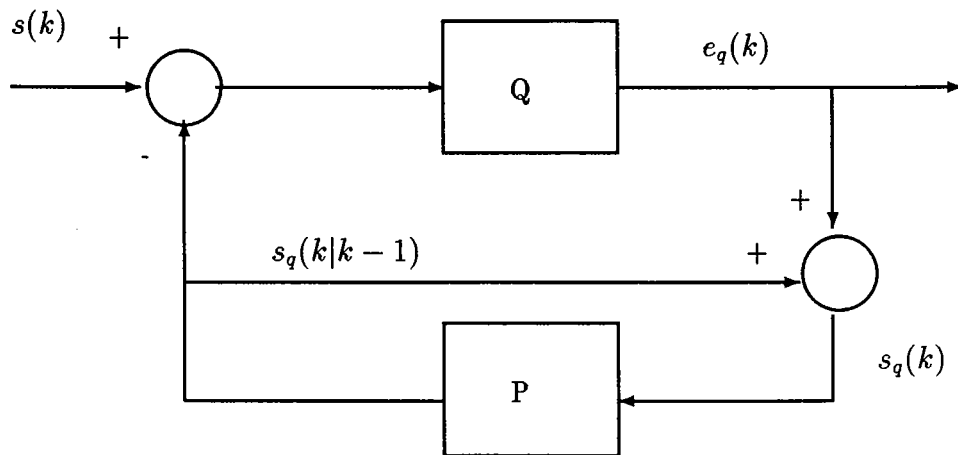 s(k)
+
Q
e_q(k)
-
+
s_q(k|k − 1)
+
P
s_q(k)